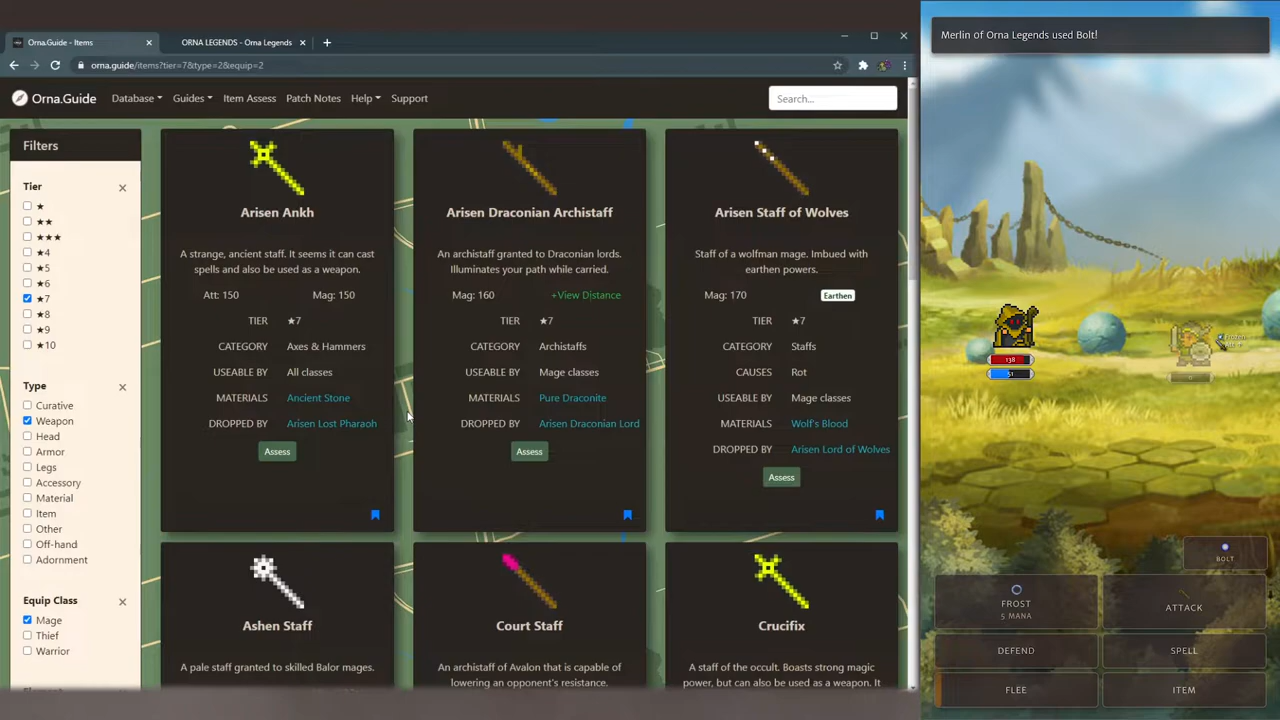 Orna.Guide - Items
ORNA LEGENDS - Orna Legends
orna.guide/items?tier=7&type=2&equip=2
Orna.Guide
Database
Guides
Item Assess
Patch Notes
Help
Support
Search...
Filters
Tier
★
★★
★★★
★4
★5
★6
★7
★8
★9
★10
Type
Curative
Weapon
Head
Armor
Legs
Accessory
Material
Item
Other
Off-hand
Adornment
Equip Class
Mage
Thief
Warrior
Arisen Ankh
A strange, ancient staff. It seems it can cast
spells and also be used as a weapon.
Att: 150 Mag: 150
TIER ★7
CATEGORY Axes & Hammers
USEABLE BY All classes
MATERIALS Ancient Stone
DROPPED BY Arisen Lost Pharaoh
Assess
Arisen Draconian Archistaff
An archistaff granted to Draconian lords.
Illuminates your path while carried.
Mag: 160 +View Distance
TIER ★7
CATEGORY Archistaffs
USEABLE BY Mage classes
MATERIALS Pure Draconite
DROPPED BY Arisen Draconian Lord
Assess
Arisen Staff of Wolves
Staff of a wolfman mage. Imbued with
earthen powers.
Mag: 170 Earthen
TIER ★7
CATEGORY Staffs
CAUSES Rot
USEABLE BY Mage classes
MATERIALS Wolf's Blood
DROPPED BY Arisen Lord of Wolves
Assess
Ashen Staff
A pale staff granted to skilled Balor mages.
Court Staff
An archistaff of Avalon that is capable of
lowering an opponent's resistance.
Crucifix
A staff of the occult. Boasts strong magic
power, but can also be used as a weapon. It
Merlin of Orna Legends used Bolt!
138
51
Frozen
BOLT
FROST
5 MANA
ATTACK
DEFEND
SPELL
FLEE
ITEM